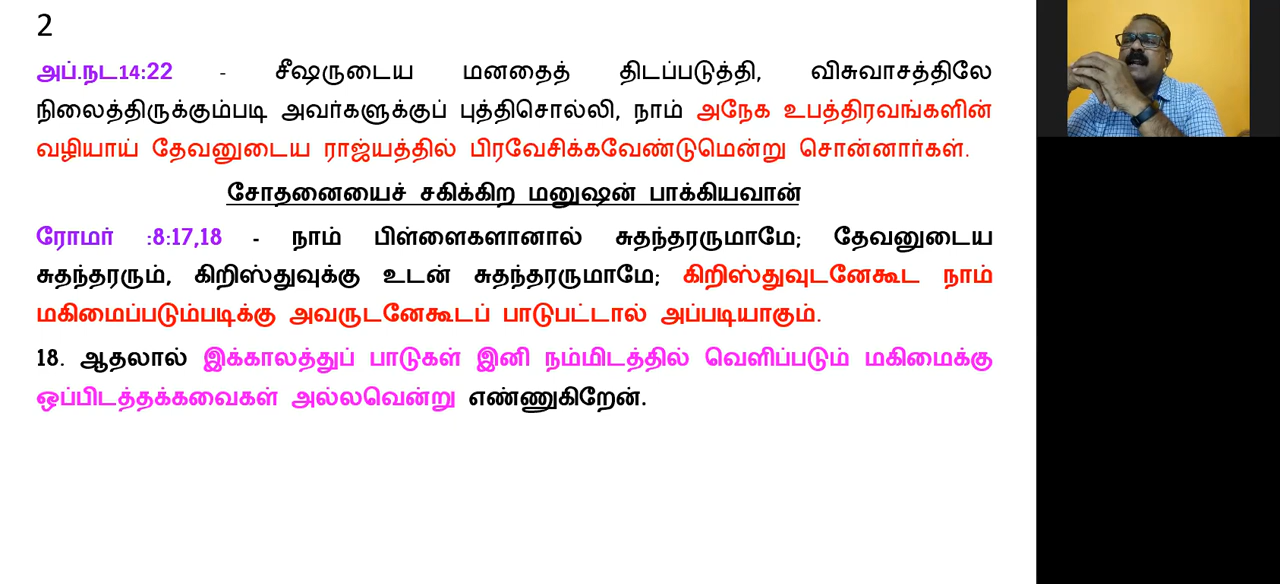 2
அப்.நட14:22 - சீஷருடைய மனதைத் திடப்படுத்தி, விசுவாசத்திலே
நிலைத்திருக்கும்படி அவர்களுக்குப் புத்திசொல்லி, நாம் அநேக உபத்திரவங்களின்
வழியாய் தேவனுடைய ராஜ்யத்தில் பிரவேசிக்கவேண்டுமென்று சொன்னார்கள்.
சோதனையைச் சகிக்கிற மனுஷன் பாக்கியவான்
ரோமர் :8:17,18 - நாம் பிள்ளைகளானால் சுதந்தரருமாமே; தேவனுடைய
சுதந்தரரும், கிறிஸ்துவுக்கு உடன் சுதந்தரருமாமே; கிறிஸ்துவுடனேகூட நாம்
மகிமைப்படும்படிக்கு அவருடனேகூடப் பாடுபட்டால் அப்படியாகும்.
18. ஆதலால் இக்காலத்துப் பாடுகள் இனி நம்மிடத்தில் வெளிப்படும் மகிமைக்கு
ஒப்பிடத்தக்கவைகள் அல்லவென்று எண்ணுகிறேன்.